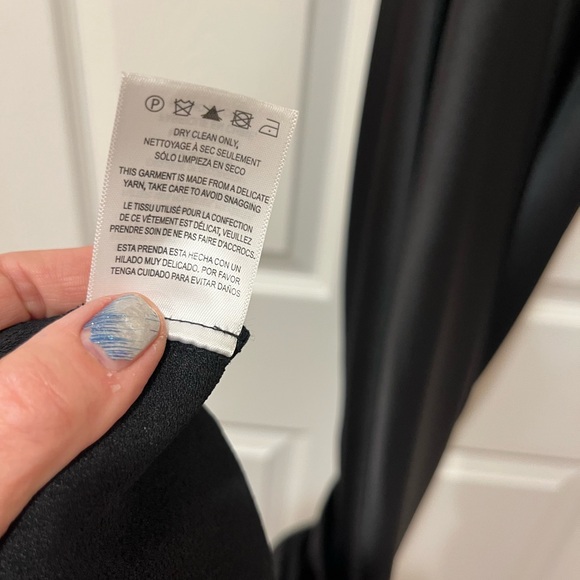 P
DRY CLEAN ONLY,
NETTOYAGE À SEC SEULEMENT
SÓLO LIMPIEZA EN SECO
THIS GARMENT IS MADE FROM A DELICATE
YARN, TAKE CARE TO AVOID SNAGGING
LE TISSU UTILISÉ POUR LA CONFECTION
DE CE VÊTEMENT EST DÉLICAT, VEUILLEZ
PRENDRE SOIN DE NE PAS FAIRE D'ACCROCS.
ESTA PRENDA ESTA HECHA CON UN
HILADO MUY DELICADO, POR FAVOR
TENGA CUIDADO PARA EVITAR DAÑOS